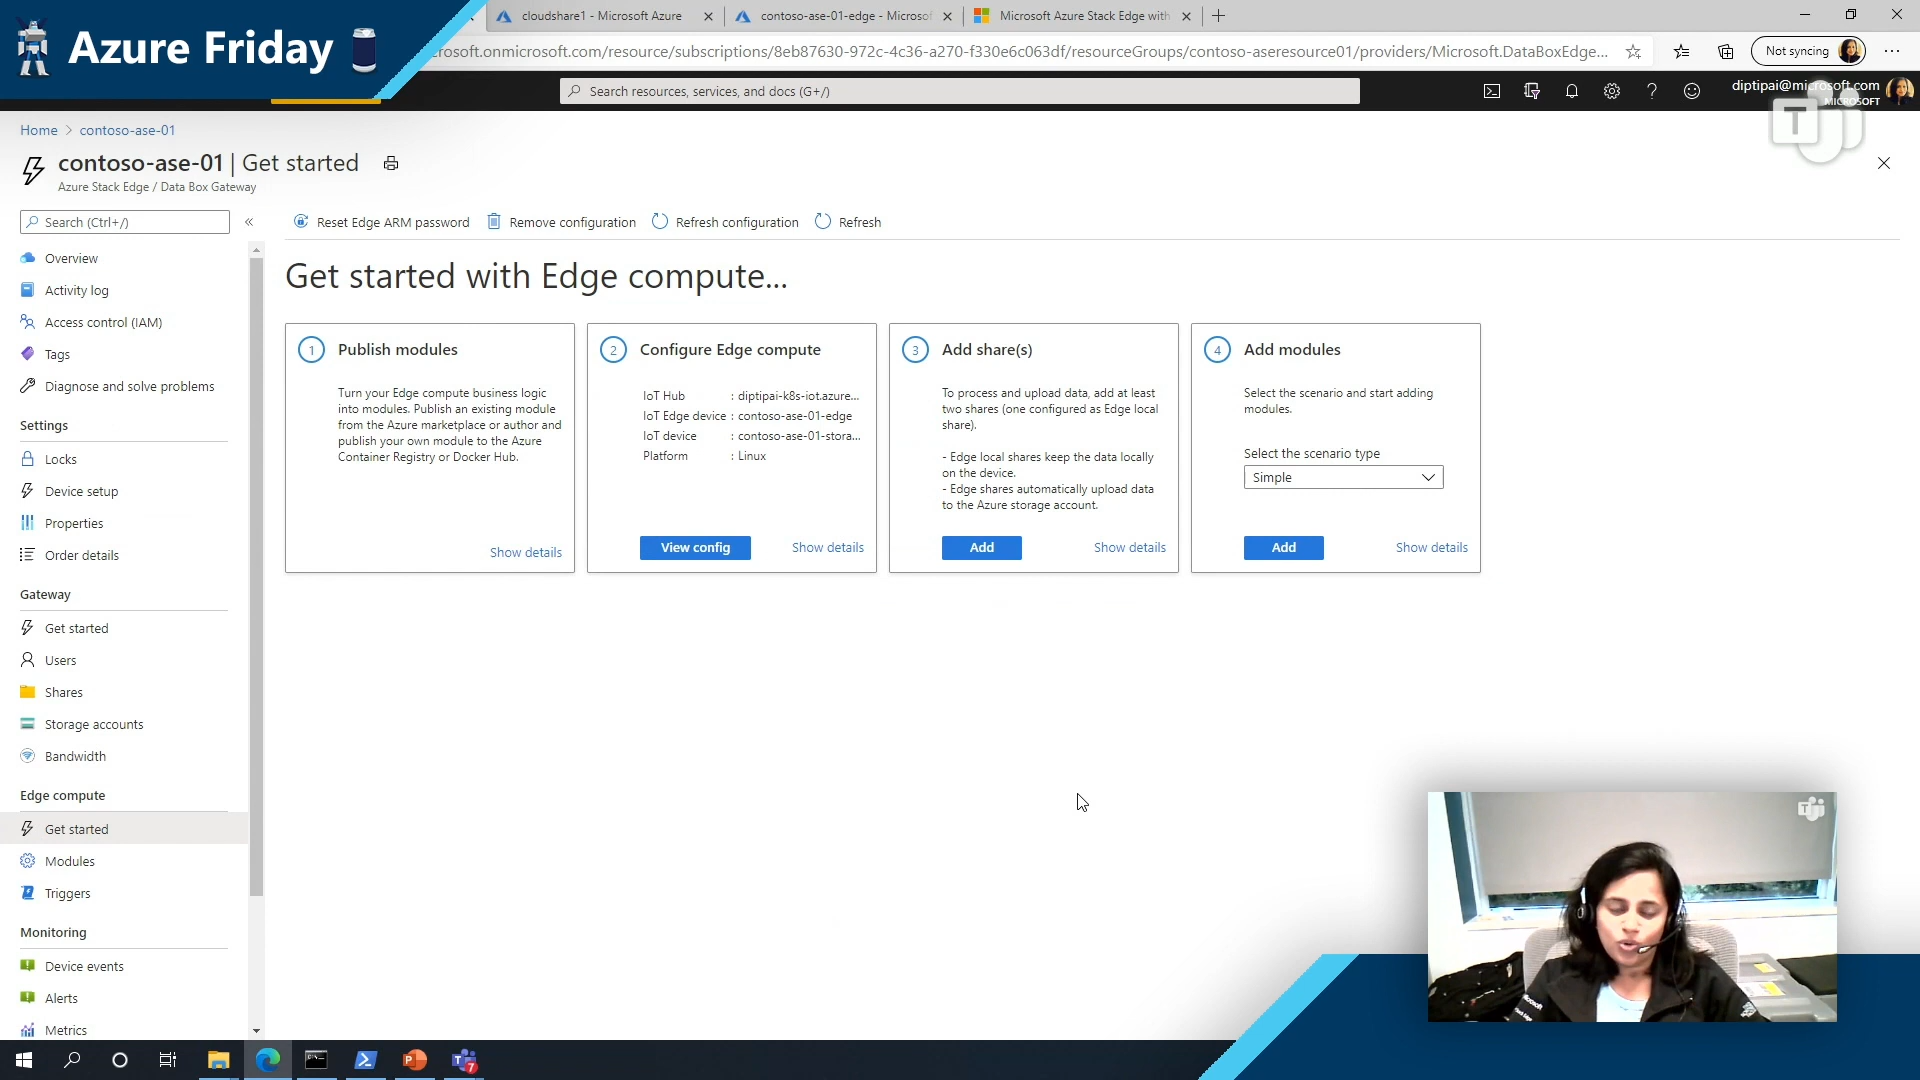 Azure Friday
cloudshare1 - Microsoft Azure
contoso-ase-01-edge - Microsof
Microsoft Azure Stack Edge with
rosoft.onmicrosoft.com/resource/subscriptions/8eb87630-972c-4c36-a270-f330e6c063df/resourceGroups/contoso-aseresource01/providers/Microsoft.DataBoxEdge...
Not syncing
Search resources, services, and docs (G+/)
diptipai@microsoft.com
MICROSOFT
T
Home > contoso-ase-01
contoso-ase-01 | Get started
Azure Stack Edge / Data Box Gateway
Search (Ctrl+/)
Overview
Activity log
Access control (IAM)
Tags
Diagnose and solve problems
Settings
Locks
Device setup
Properties
Order details
Gateway
Get started
Users
Shares
Storage accounts
Bandwidth
Edge compute
Get started
Modules
Triggers
Monitoring
Device events
Alerts
Metrics
Reset Edge ARM password
Remove configuration
Refresh configuration
Refresh
Get started with Edge compute...
1 Publish modules
Turn your Edge compute business logic
into modules. Publish an existing module
from the Azure marketplace or author and
publish your own module to the Azure
Container Registry or Docker Hub.
Show details
2 Configure Edge compute
IoT Hub : diptipai-k8s-iot.azure...
IoT Edge device : contoso-ase-01-edge
IoT device : contoso-ase-01-stora...
Platform : Linux
View config
Show details
3 Add share(s)
To process and upload data, add at least
two shares (one configured as Edge local
share).
- Edge local shares keep the data locally
on the device.
- Edge shares automatically upload data
to the Azure storage account.
Add
Show details
4 Add modules
Select the scenario and start adding
modules.
Select the scenario type
Simple
Add
Show details
T
7